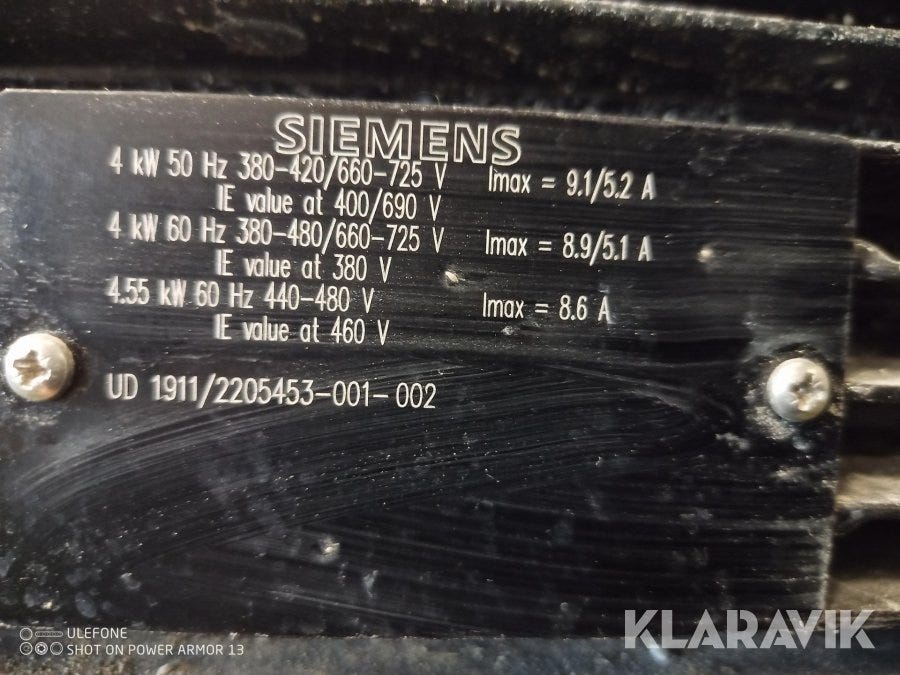 SIEMENS
4 kW 50 Hz 380-420/660-725 V Imax = 9.1/5.2 A
IE value at 400/690 V
4 kW 60 Hz 380-480/660-725 V Imax = 8.9/5.1 A
IE value at 380 V
4.55 kW 60 Hz 440-480 V Imax = 8.6 A
IE value at 460 V
UD 1911/2205453-001-002
ULEFONE
SHOT ON POWER ARMOR 13
KLARAVIK